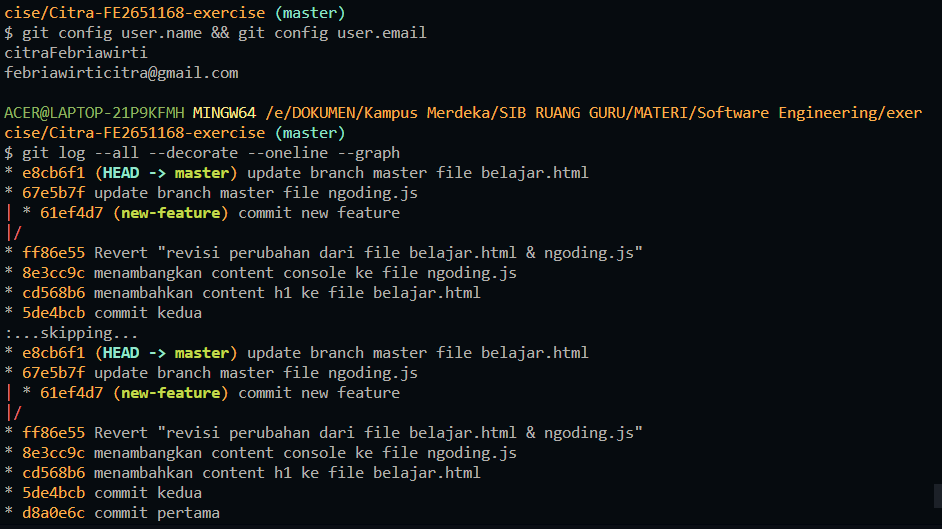 cise/Citra-FE2651168-exercise (master)
$ git config user.name && git config user.email
citraFebriawirti
febriawirticitra@gmail.com
ACER@LAPTOP-21P9KFMH MINGW64 /e/DOKUMEN/Kampus Merdeka/SIB RUANG GURU/MATERI/Software Engineering/exer
cise/Citra-FE2651168-exercise (master)
$ git log --all --decorate --oneline --graph
* e8cb6f1 (HEAD -> master) update branch master file belajar.html
* 67e5b7f update branch master file ngoding.js
| * 61ef4d7 (new-feature) commit new feature
|/
* ff86e55 Revert "revisi perubahan dari file belajar.html & ngoding.js"
* 8e3cc9c menambangkan content console ke file ngoding.js
* cd568b6 menambahkan content h1 ke file belajar.html
* 5de4bcb commit kedua
:...skipping...
* e8cb6f1 (HEAD -> master) update branch master file belajar.html
* 67e5b7f update branch master file ngoding.js
| * 61ef4d7 (new-feature) commit new feature
|/
* ff86e55 Revert "revisi perubahan dari file belajar.html & ngoding.js"
* 8e3cc9c menambangkan content console ke file ngoding.js
* cd568b6 menambahkan content h1 ke file belajar.html
* 5de4bcb commit kedua
* d8a0e6c commit pertama